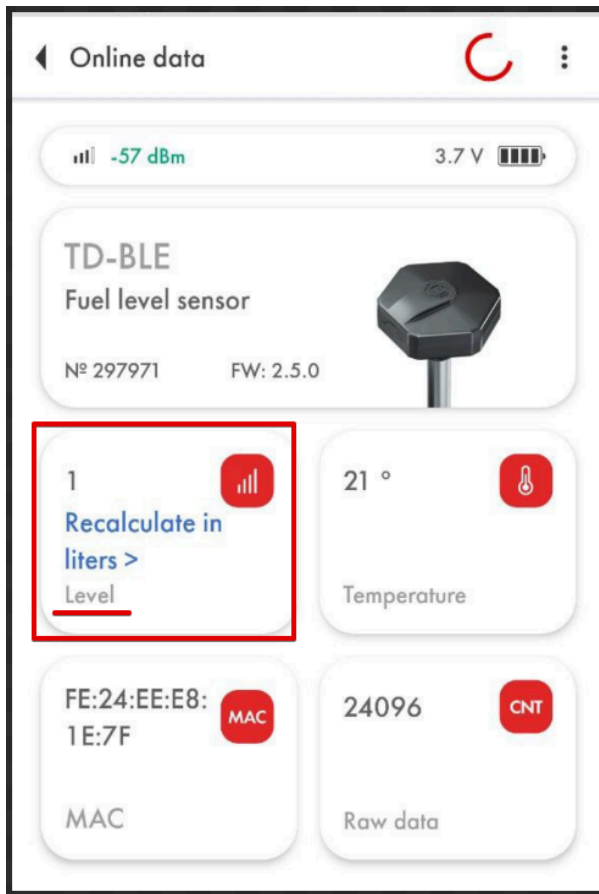 Online data
-57 dBm
3.7 V
TD-BLE
Fuel level sensor
№ 297971 FW: 2.5.0
1
Recalculate in
liters >
Level
21 °
Temperature
FE:24:EE:E8:
1E:7F
MAC
MAC
24096
CNT
Raw data